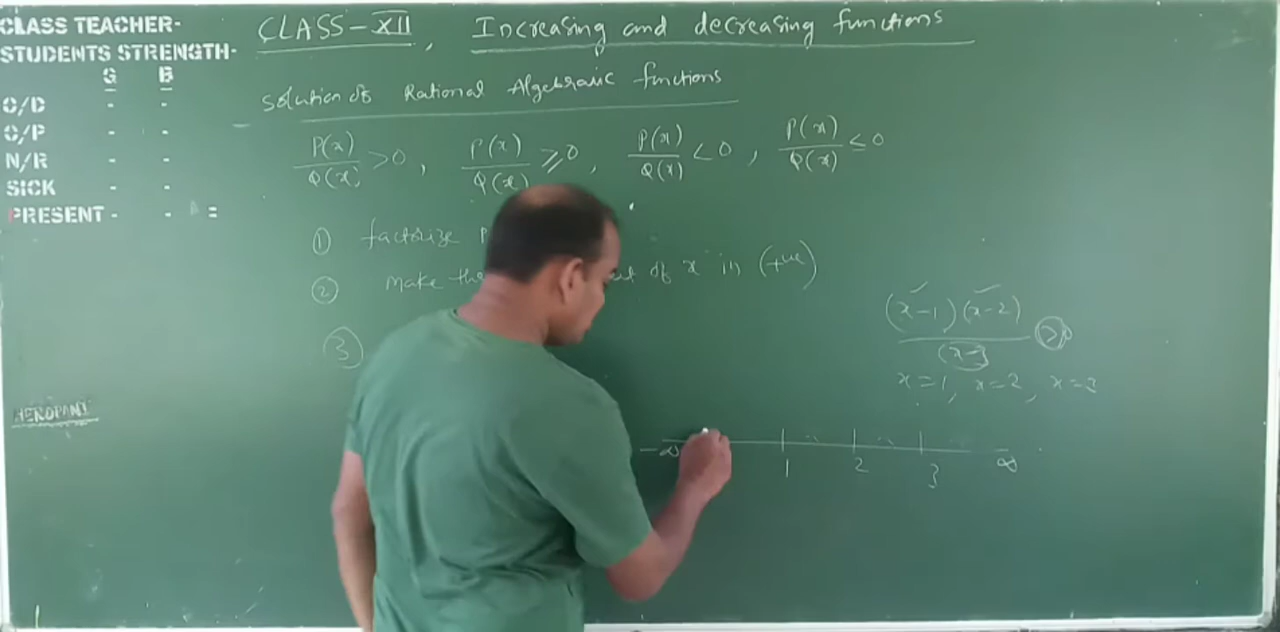 CLASS TEACHER-
STUDENTS STRENGTH-
G B
O/D - -
O/P - -
N/R - -
SICK - -
PRESENT - - =
CLASS-XII, Increasing and decreasing functions
Solution of Rational Algebraic functions
P(x)/Q(x) > 0, P(x)/Q(x) ≥ 0, P(x)/Q(x) < 0, P(x)/Q(x) ≤ 0
① factorize P
② make the of x in (+ve)
③
(x-1)(x-2)
(x-3 >0
x=1, x=2, x=3
-∞ 1 2 3 ∞